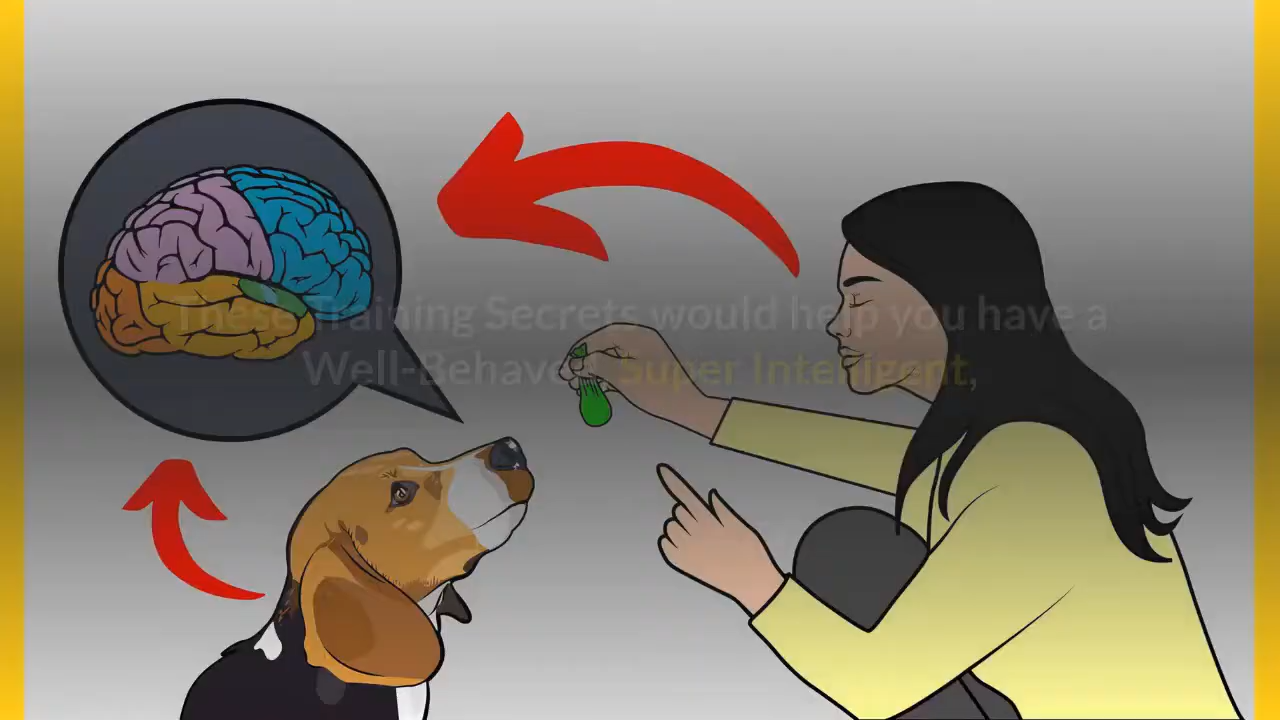 These Training Secrets would help you have a
Well-Behaved, Super Intelligent,